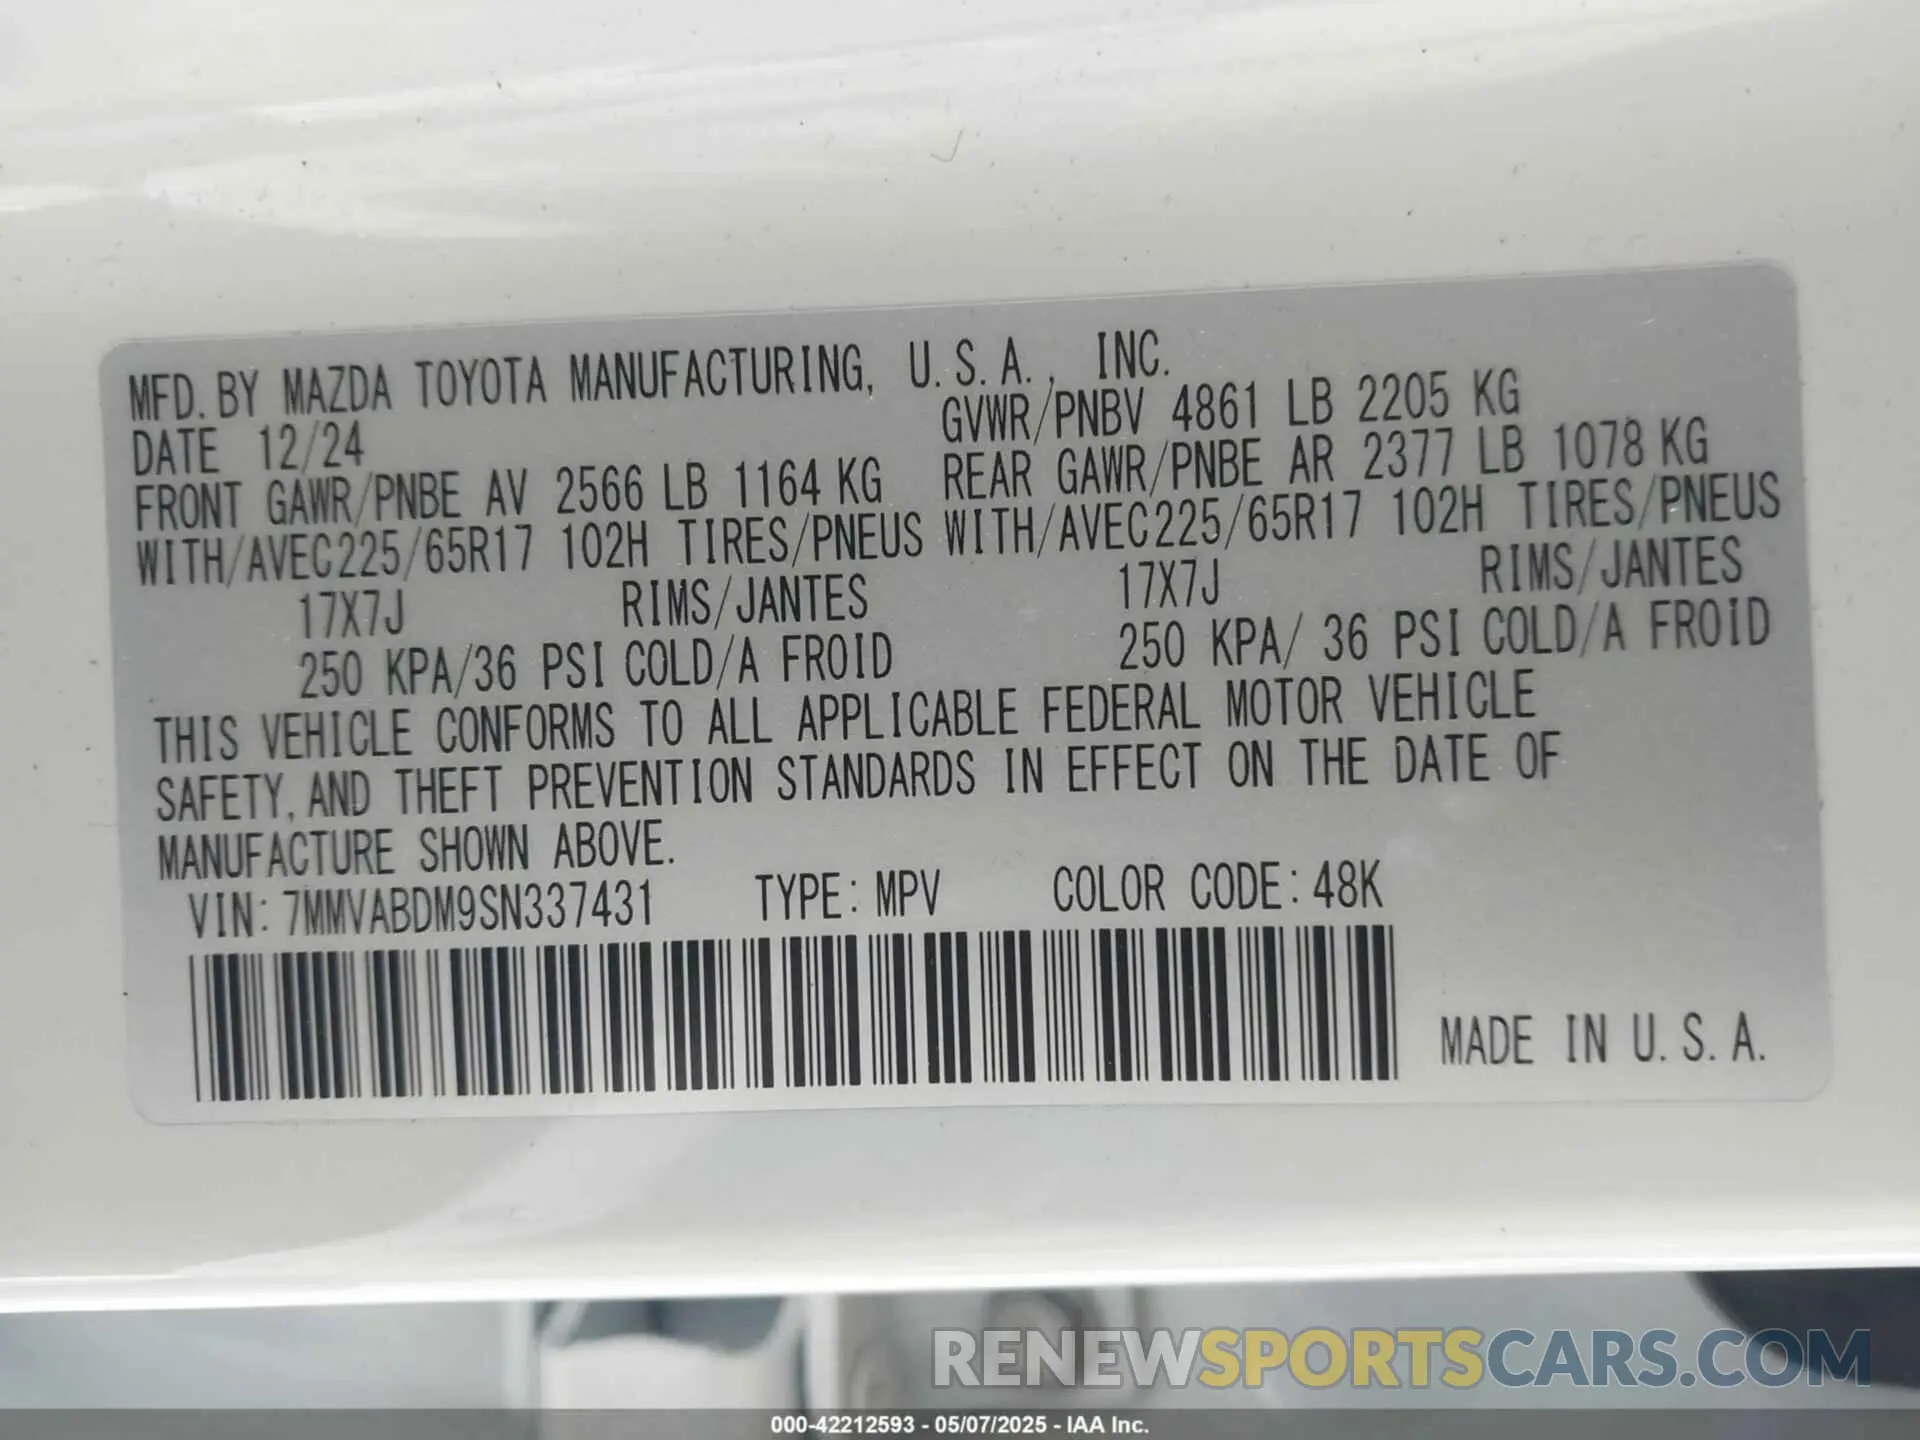 MFD. BY MAZDA TOYOTA MANUFACTURING, U.S.A., INC.
DATE 12/24
GVWR/PNBV 4861 LB 2205 KG
FRONT GAWR/PNBE AV 2566 LB 1164 KG
REAR GAWR/PNBE AR 2377 LB 1078 KG
WITH/AVEC225/65R17 102H TIRES/PNEUS
WITH/AVEC225/65R17 102H TIRES/PNEUS
17X7J RIMS/JANTES
17X7J RIMS/JANTES
250 KPA/36 PSI COLD/A FROID
250 KPA/ 36 PSI COLD/A FROID
THIS VEHICLE CONFORMS TO ALL APPLICABLE FEDERAL MOTOR VEHICLE
SAFETY, AND THEFT PREVENTION STANDARDS IN EFFECT ON THE DATE OF
MANUFACTURE SHOWN ABOVE.
VIN: 7MMVABDM9SN337431 TYPE: MPV COLOR CODE: 48K
MADE IN U.S.A.
RENEWSPORTSCARS.COM
000-42212593 - 05/07/2025 - IAA Inc.